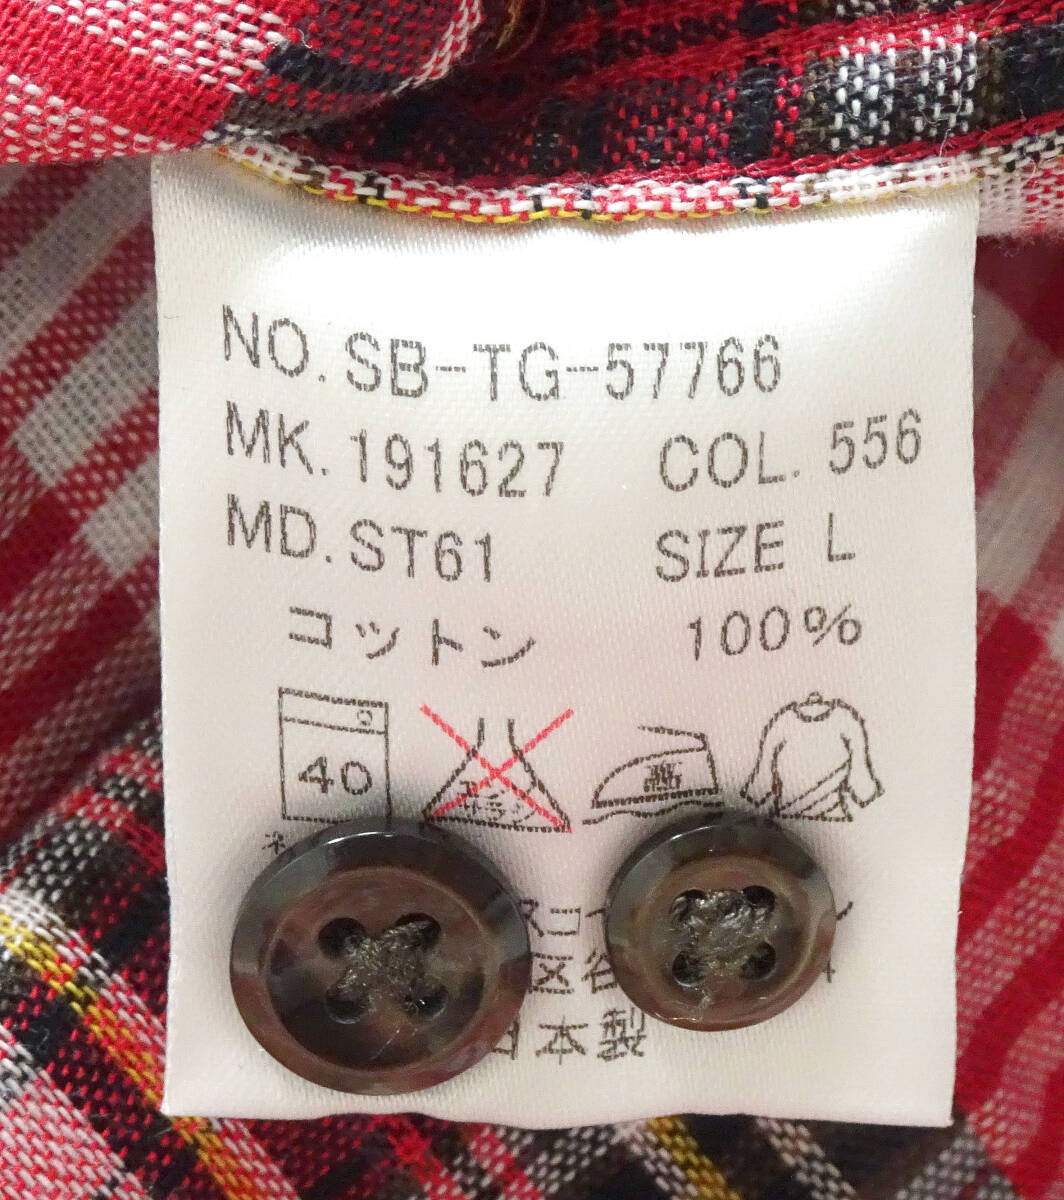 NO. SB-TG-57766
MK. 191627 COL. 556
MD. ST61 SIZE L
コットン 100%
40
日本製